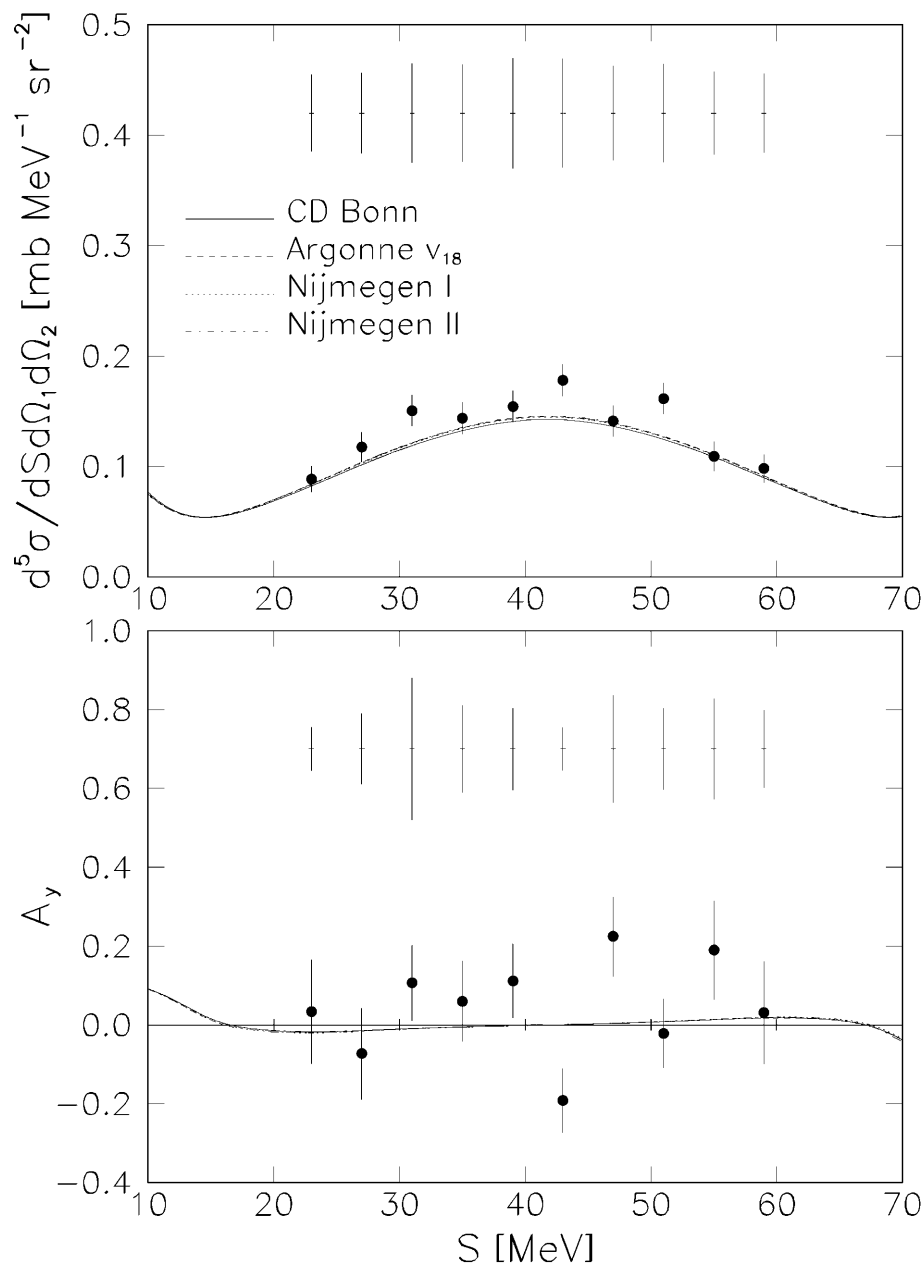 0.5
0.4
0.3
0.2
0.1
0.0
d⁵σ/dSdΩ₁dΩ₂ [mb MeV⁻¹ sr⁻²]
CD Bonn
Argonne v₁₈
Nijmegen I
Nijmegen II
10 20 30 40 50 60 70
1.0
0.8
0.6
0.4
0.2
0.0
−0.2
−0.4
A_y
10 20 30 40 50 60 70
S [MeV]